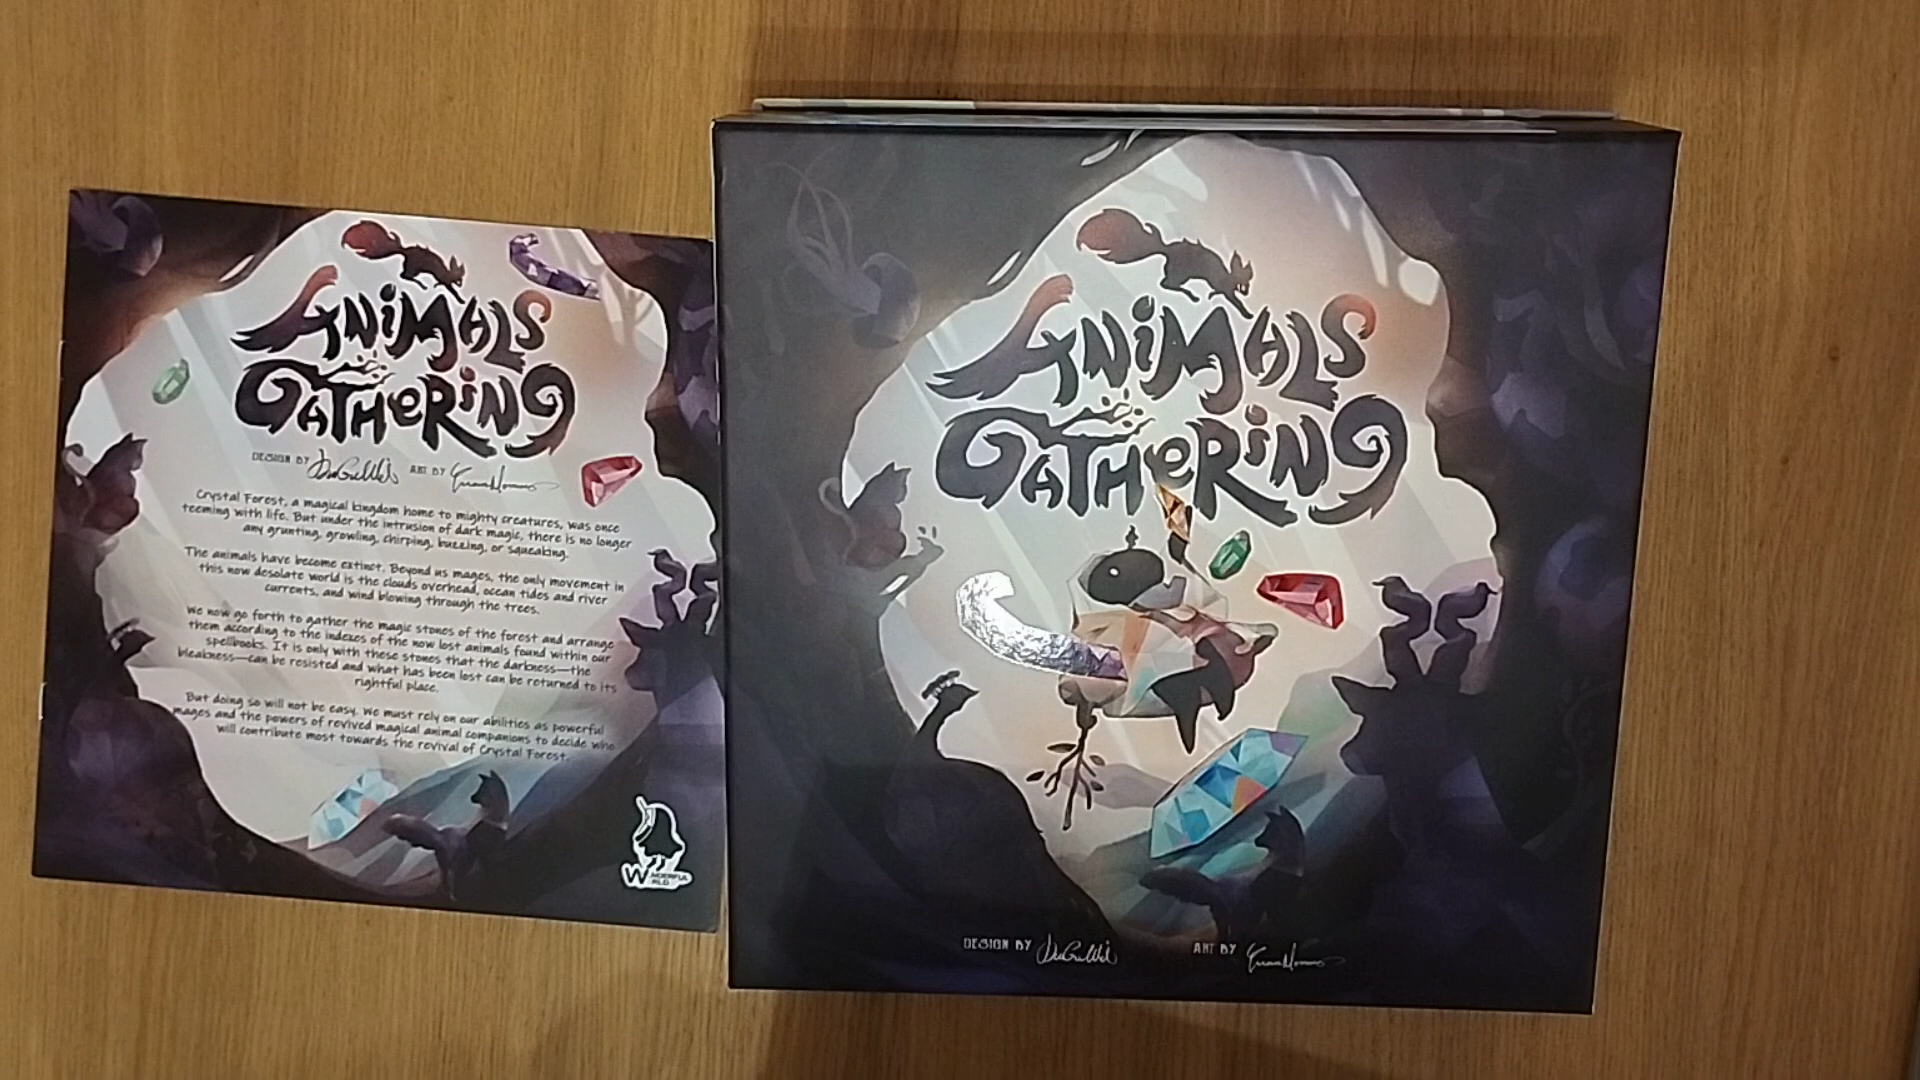 ANiMALS
GATHeRiNG
DESIGN BY
ART BY
Crystal Forest, a magical kingdom home to mighty creatures, was once
teeming with life. But under the intrusion of dark magic, there is no longer
any grunting, growling, chirping, buzzing, or squeaking.
The animals have become extinct. Beyond us mages, the only movement in
this now desolate world is the clouds overhead, ocean tides and river
currents, and wind blowing through the trees.
We now go forth to gather the magic stones of the forest and arrange
them according to the indexes of the now lost animals found within our
spellbooks. It is only with these stones that the darkness—the
bleakness—can be resisted and what has been lost can be returned to its
rightful place.
But doing so will not be easy. We must rely on our abilities as powerful
mages and the powers of revived magical animal companions to decide who
will contribute most towards the revival of Crystal Forest.
WONDERFUL
WORLD
ANiMALS
GATHeRiNG
DESIGN BY
ART BY